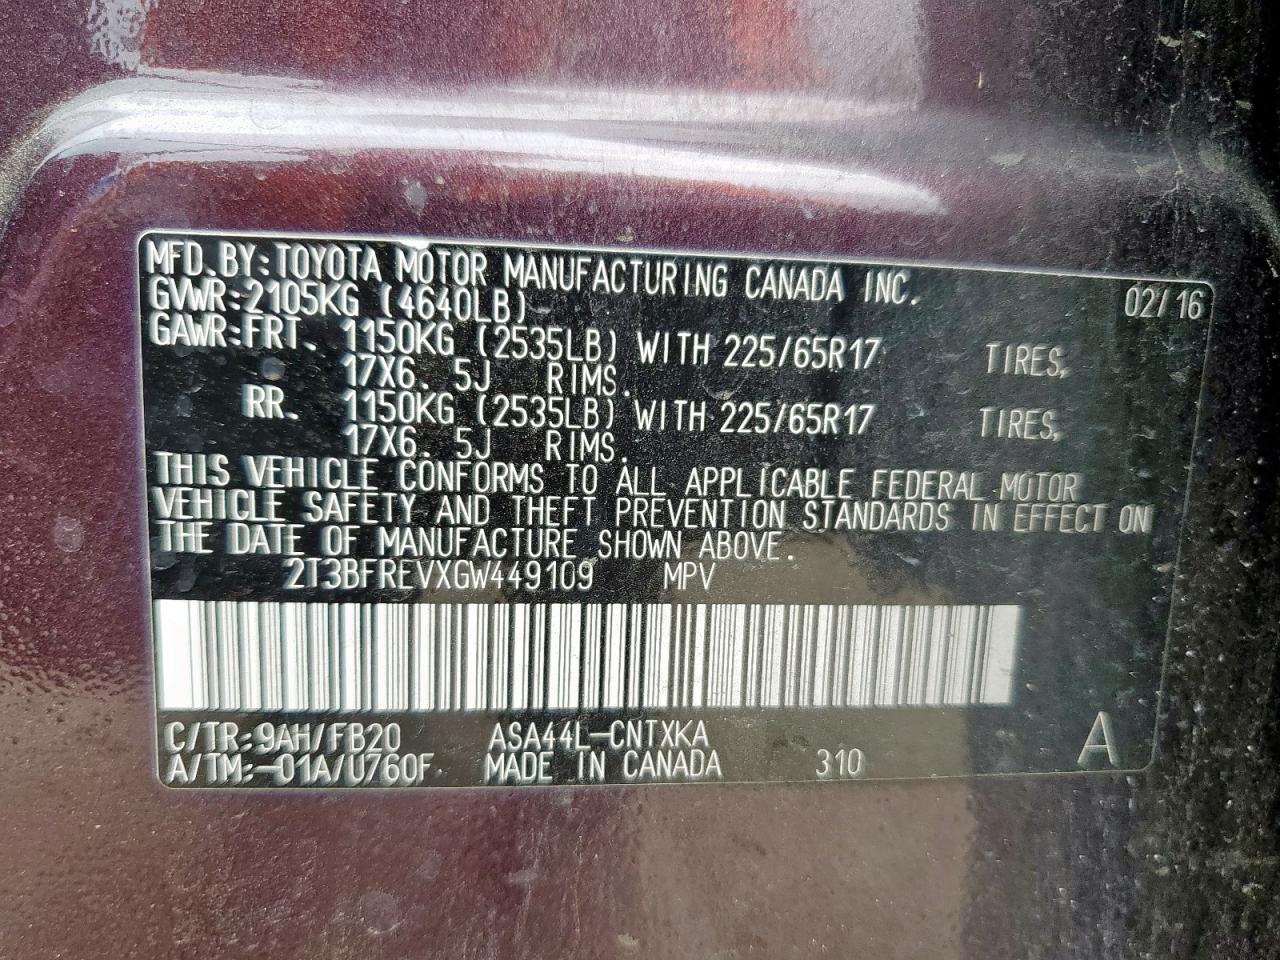 MFD.BY:TOYOTA MOTOR MANUFACTURING CANADA INC.
GVWR:2105KG (4640LB) 02/16
GAWR:FRT. 1150KG (2535LB) WITH 225/65R17 TIRES,
17X6. 5J RIMS.
RR. 1150KG (2535LB) WITH 225/65R17 TIRES,
17X6. 5J RIMS.
THIS VEHICLE CONFORMS TO ALL APPLICABLE FEDERAL MOTOR
VEHICLE SAFETY AND THEFT PREVENTION STANDARDS IN EFFECT ON
THE DATE OF MANUFACTURE SHOWN ABOVE.
2T3BFREVXGW449109 MPV
C/TR:9AH/FB20 ASA44L-CNTXKA A
A/TM:-01A/U760F MADE IN CANADA 310